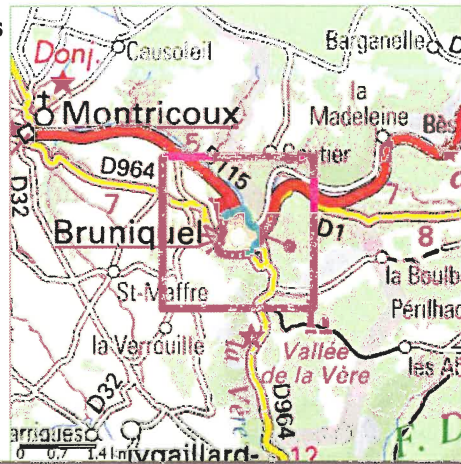 Donj.
Causoleil
Barganelle
Montricoux
la
Madeleine
Bès
5
D115
D964
7
D32
7
Bruniquel
D1
8
St-Maffre
la Boulb
Périlhac
la Verrouille
Vallée
de la Vère
la Vère
les Ab
D32
D964
F. D
0 0.7 1.4 km
12